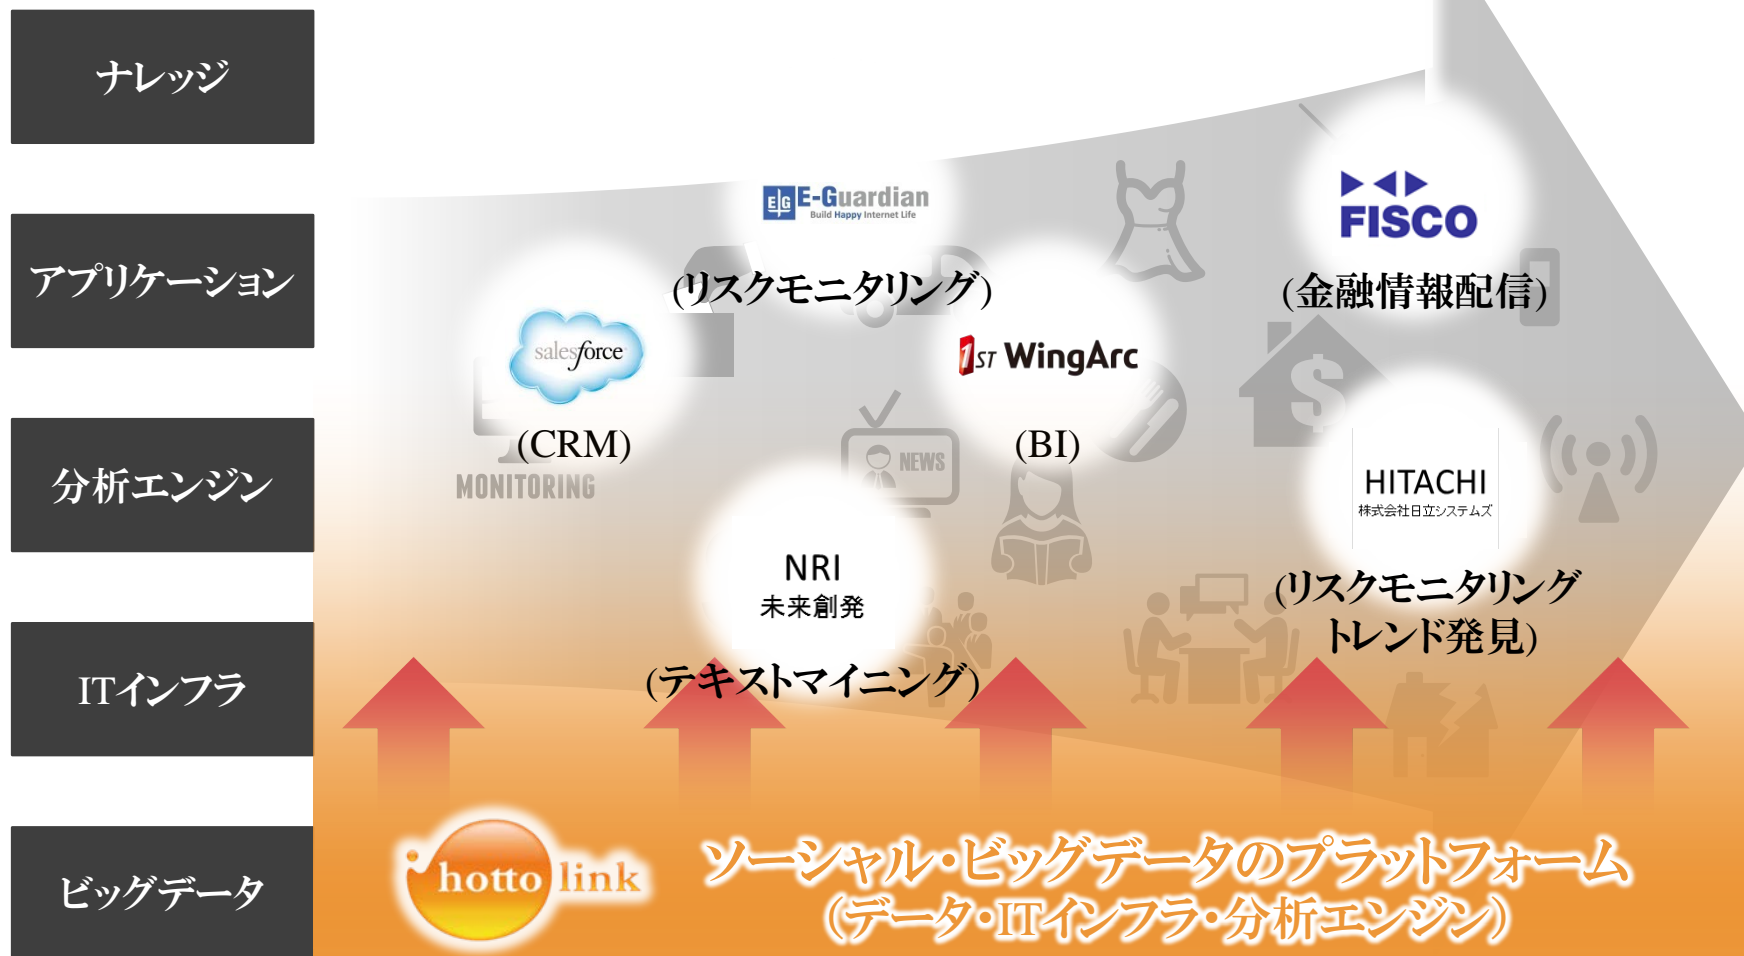 ナレッジ
アプリケーション
分析エンジン
ITインフラ
ビッグデータ
E-Guardian
Build Happy Internet Life
(リスクモニタリング)
FISCO
(金融情報配信)
salesforce
(CRM)
1ST WingArc
(BI)
MONITORING
NEWS
HITACHI
株式会社日立システムズ
(リスクモニタリング
トレンド発見)
NRI
未来創発
(テキストマイニング)
hotto link
ソーシャル・ビッグデータのプラットフォーム
(データ・ITインフラ・分析エンジン)